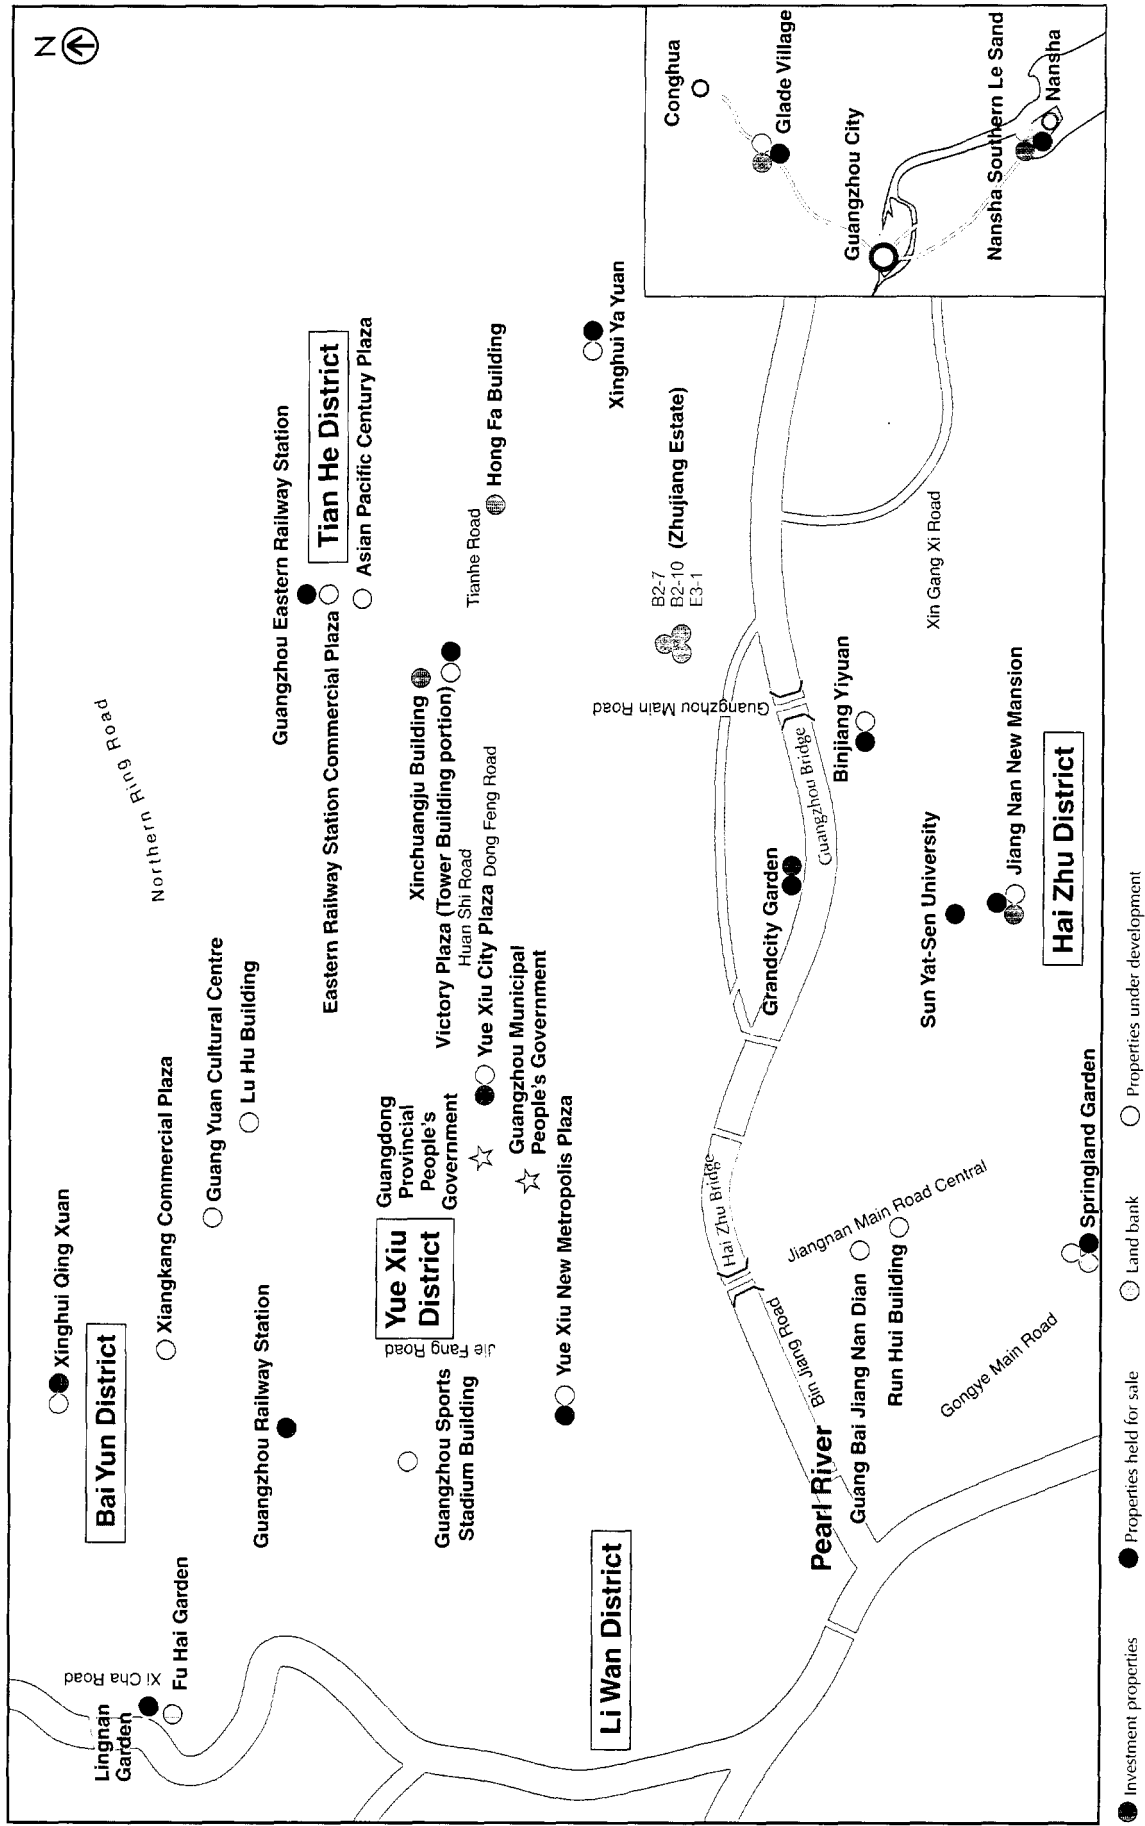 N
Northern Ring Road
Xinghui Qing Xuan
Bai Yun District
Xiangkang Commercial Plaza
Guang Yuan Cultural Centre
Lu Hu Building
Guangzhou Railway Station
Lingnan
Garden
Xi Cha Road
Fu Hai Garden
Guangzhou Eastern Railway Station
Tian He District
Eastern Railway Station Commercial Plaza
Asian Pacific Century Plaza
Guangdong
Provincial
People's
Government
Yue Xiu
District
Jie Fang Road
Guangzhou Sports
Stadium Building
Xinchuangju Building
Victory Plaza (Tower Building portion)
Huan Shi Road
Tianhe Road
Yue Xiu City Plaza
Dong Feng Road
Hong Fa Building
Guangzhou Municipal
People's Government
Yue Xiu New Metropolis Plaza
Xinghui Ya Yuan
Li Wan District
Guangzhou Main Road
B2-7
B2-10 (Zhujiang Estate)
E3-1
Hai Zhu Bridge
Guangzhou Bridge
Grandcity Garden
Binjiang Yiyuan
Bin Jiang Road
Pearl River
Jiangnan Main Road Central
Guang Bai Jiang Nan Dian
Run Hui Building
Gongye Main Road
Xin Gang Xi Road
Sun Yat-Sen University
Jiang Nan New Mansion
Hai Zhu District
Springland Garden
Conghua
Glade Village
Guangzhou City
Nansha Southern Le Sand
Nansha
Investment properties
Properties held for sale
Land bank
Properties under development